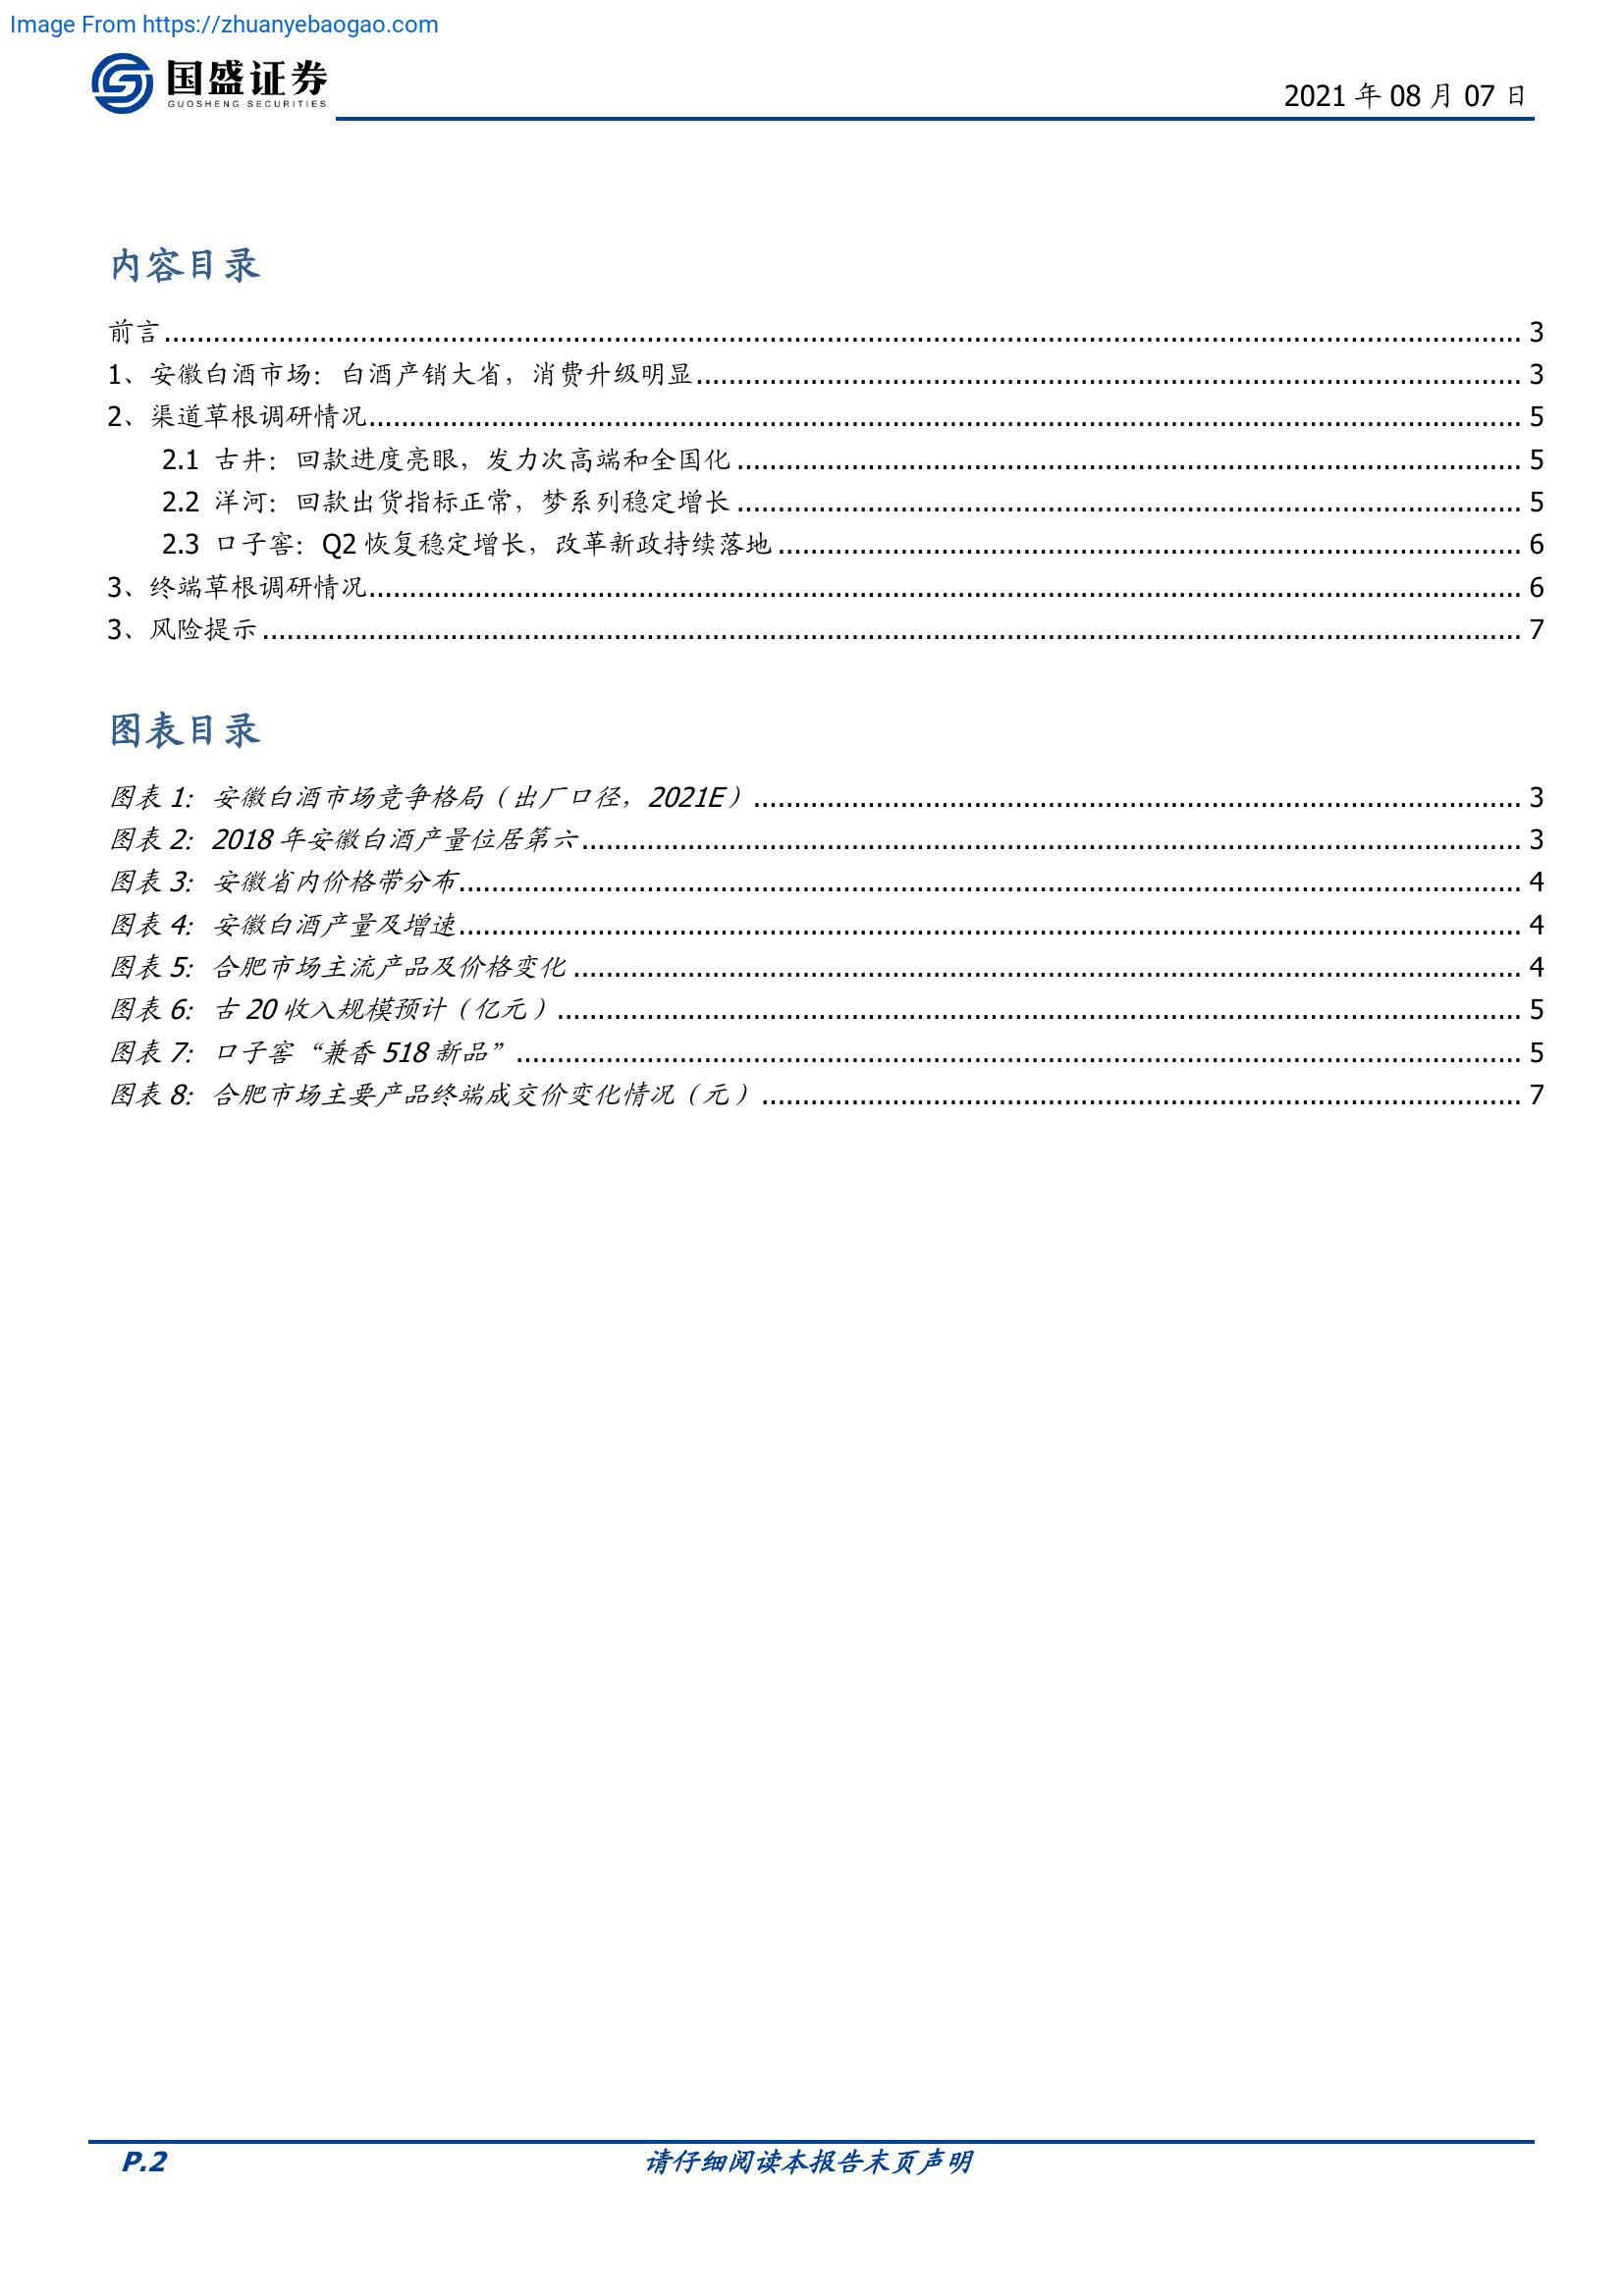 Image From https://zhuanyebaogao.com
国盛证券
GUOSHENG SECURITIES
2021 年 08 月 07 日
内容目录
前言........................................................................ 3
1、安徽白酒市场：白酒产销大省，消费升级明显........................................................................ 3
2、渠道草根调研情况........................................................................ 5
2.1 古井：回款进度亮眼，发力次高端和全国化........................................................................ 5
2.2 洋河：回款出货指标正常，梦系列稳定增长........................................................................ 5
2.3 口子窖：Q2 恢复稳定增长，改革新政持续落地........................................................................ 6
3、终端草根调研情况........................................................................ 6
3、风险提示........................................................................ 7
图表目录
图表 1：安徽白酒市场竞争格局（出厂口径，2021E）........................................................................ 3
图表 2：2018 年安徽白酒产量位居第六........................................................................ 3
图表 3：安徽省内价格带分布........................................................................ 4
图表 4：安徽白酒产量及增速........................................................................ 4
图表 5：合肥市场主流产品及价格变化........................................................................ 4
图表 6：古 20 收入规模预计（亿元）........................................................................ 5
图表 7：口子窖“兼香 518 新品”........................................................................ 5
图表 8：合肥市场主要产品终端成交价变化情况（元）........................................................................ 7
P.2
请仔细阅读本报告末页声明